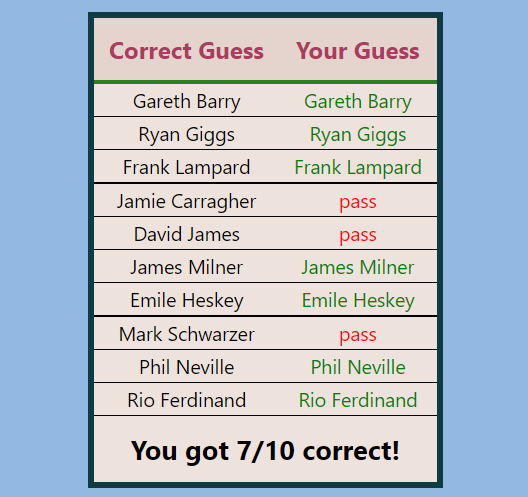 Correct Guess Your Guess
Gareth Barry Gareth Barry
Ryan Giggs Ryan Giggs
Frank Lampard Frank Lampard
Jamie Carragher pass
David James pass
James Milner James Milner
Emile Heskey Emile Heskey
Mark Schwarzer pass
Phil Neville Phil Neville
Rio Ferdinand Rio Ferdinand
You got 7/10 correct!